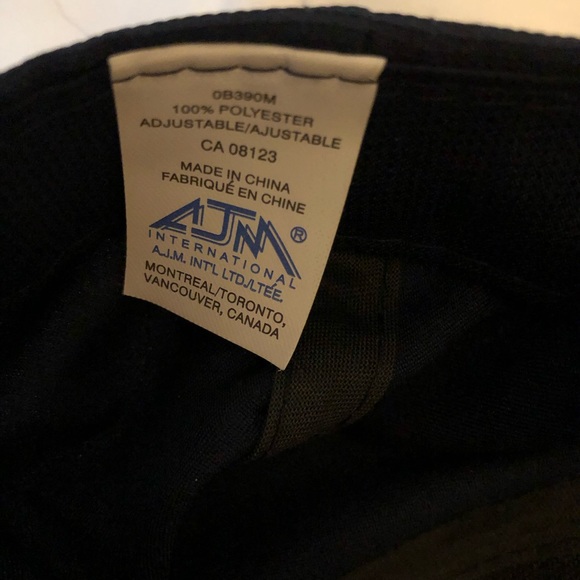 0B390M
100% POLYESTER
ADJUSTABLE/AJUSTABLE
CA 08123
MADE IN CHINA
FABRIQUÉ EN CHINE
AJM®
INTERNATIONAL
A.J.M. INT'L LTD./LTÉE.
MONTREAL/TORONTO,
VANCOUVER, CANADA